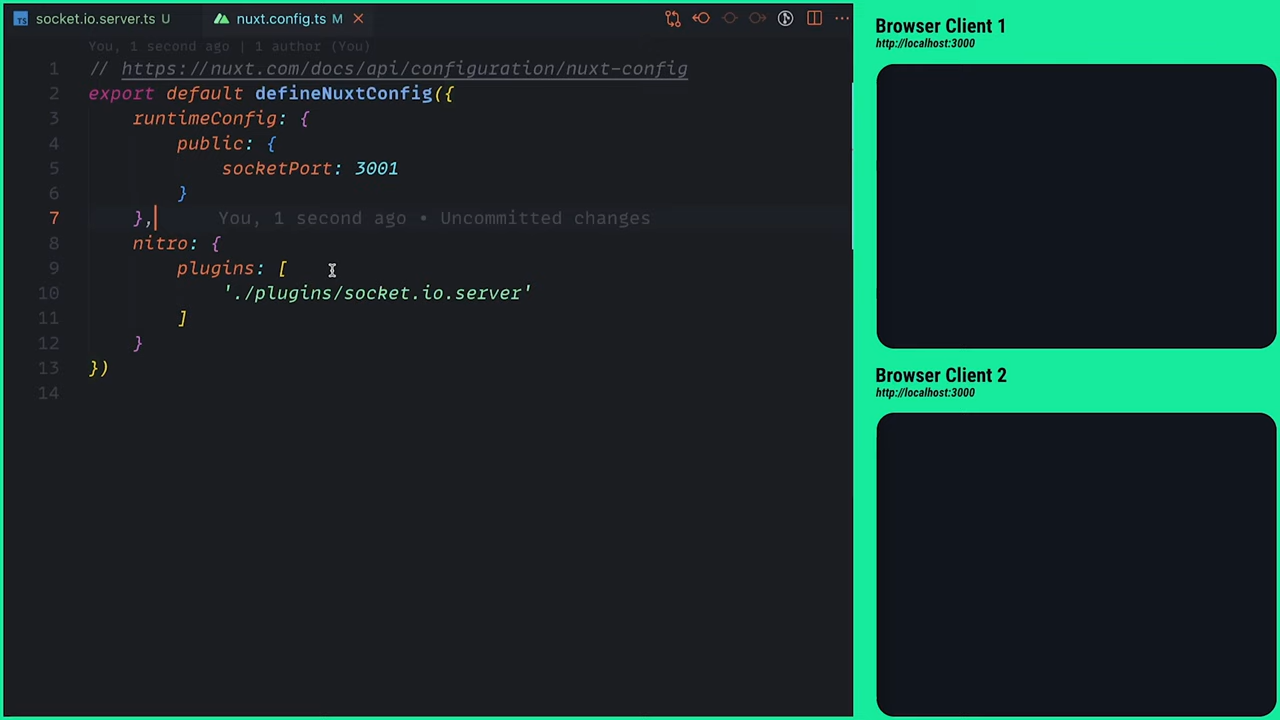 TS socket.io.server.ts U
nuxt.config.ts M
You, 1 second ago | 1 author (You)
1 // https://nuxt.com/docs/api/configuration/nuxt-config
2 export default defineNuxtConfig({
3 runtimeConfig: {
4 public: {
5 socketPort: 3001
6 }
7 }, You, 1 second ago • Uncommitted changes
8 nitro: {
9 plugins: [
10 './plugins/socket.io.server'
11 ]
12 }
13 })
14
Browser Client 1
http://localhost:3000
Browser Client 2
http://localhost:3000